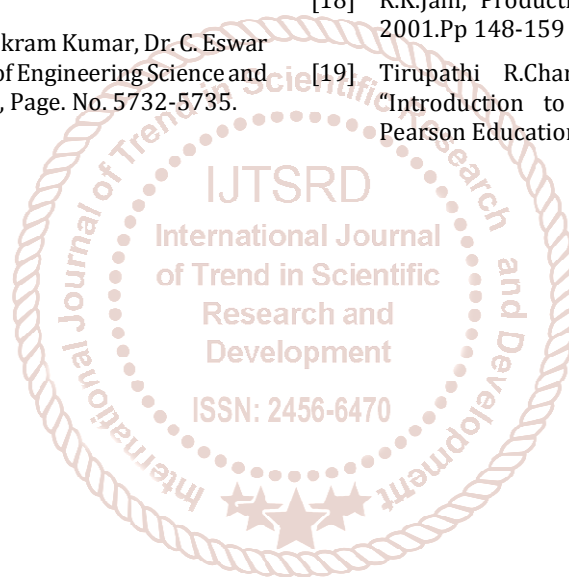 kram Kumar, Dr. C. Eswar
of Engineering Science and
, Page. No. 5732-5735.
[18] R.K.Jain, Producti
2001.Pp 148-159
[19] Tirupathi R.Chan
"Introduction to
Pearson Education
International Journal of Trend in Scientific Research and Development
IJTSRD
International Journal
of Trend in Scientific
Research and
Development
ISSN: 2456-6470